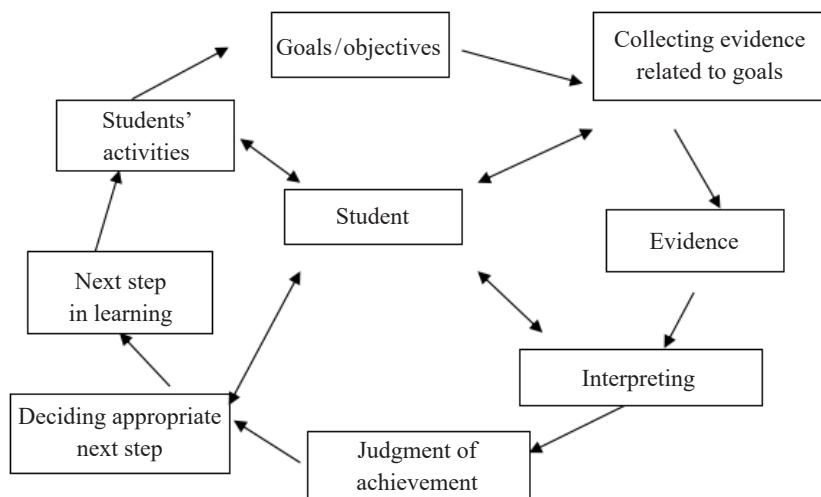 Goals/objectives
Collecting evidence
related to goals
Students’
activities
Student
Evidence
Next step
in learning
Interpreting
Deciding appropriate
next step
Judgment of
achievement